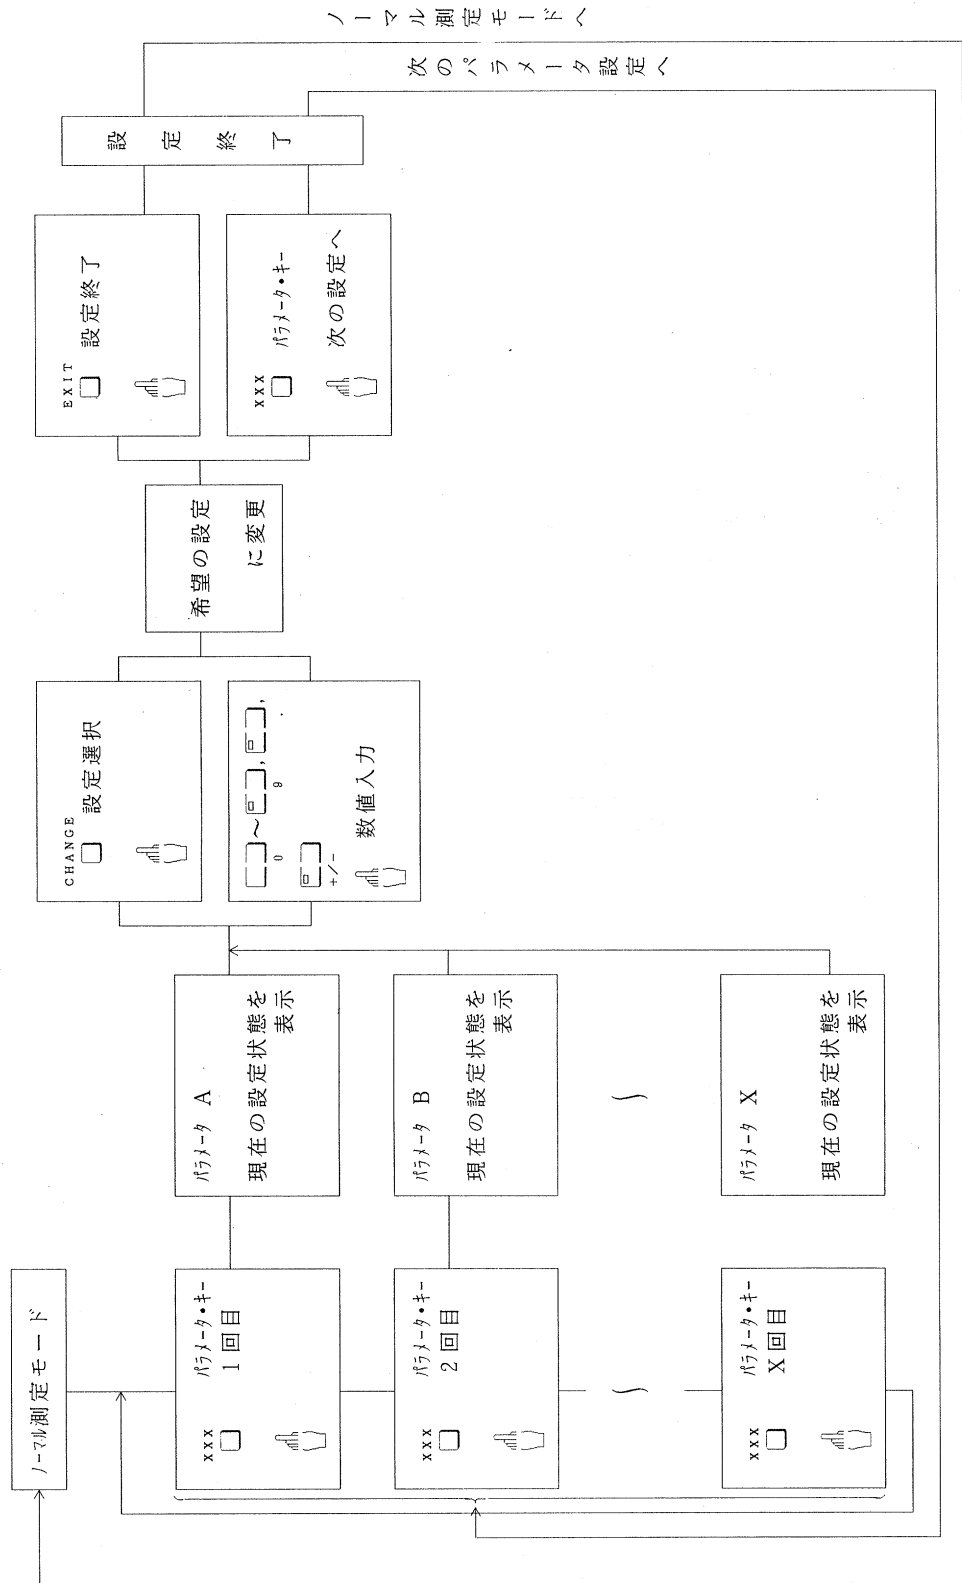 ノーマル測定モード
xxx
パラメータ・キー
1回目
xxx
パラメータ・キー
2回目
〜
xxx
パラメータ・キー
X回目
パラメータ A
現在の設定状態を
表示
パラメータ B
現在の設定状態を
表示
〜
パラメータ X
現在の設定状態を
表示
CHANGE
設定選択
0 〜 9 , . ,
+/-
数値入力
希望の設定
に変更
EXIT
設定終了
xxx
パラメータ・キー
次の設定へ
設定終了
ノーマル測定モードへ
次のパラメータ設定へ